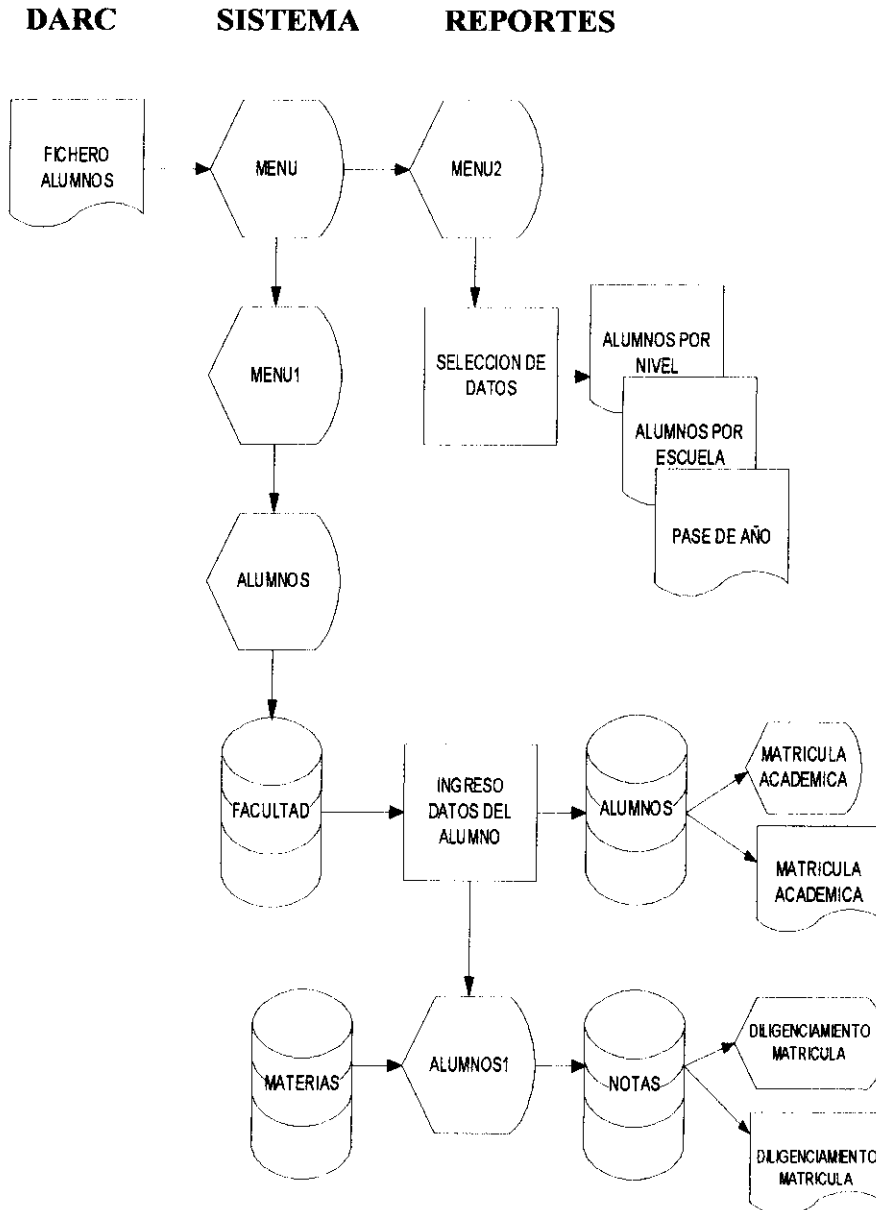 DARC SISTEMA REPORTES
FICHERO
ALUMNOS
MENU
MENU2
MENU1
SELECCION DE
DATOS
ALUMNOS POR
NIVEL
ALUMNOS POR
ESCUELA
PASE DE AÑO
ALUMNOS
FACULTAD
INGRESO
DATOS DEL
ALUMNO
ALUMNOS
MATRICULA
ACADEMICA
MATRICULA
ACADEMICA
MATERIAS
ALUMNOS1
NOTAS
DILIGENCIAMIENTO
MATRICULA
DILIGENCIAMIENTO
MATRICULA